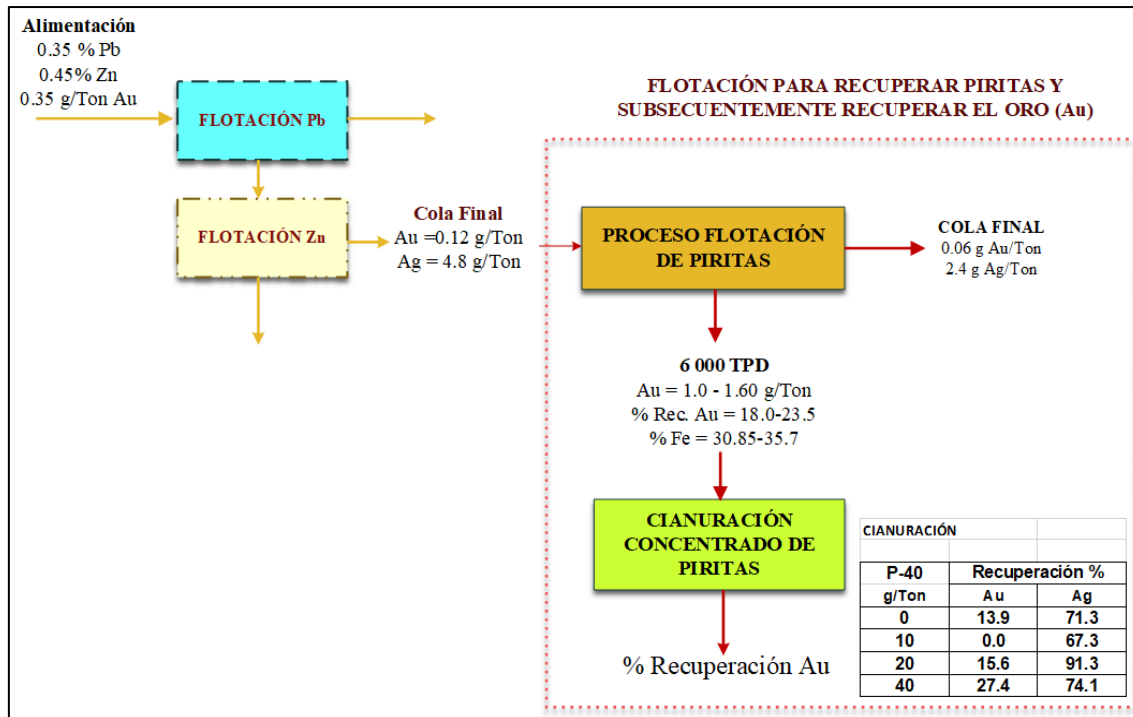 Alimentación
0.35 % Pb
0.45% Zn
0.35 g/Ton Au
FLOTACIÓN Pb
FLOTACIÓN Zn
Cola Final
Au =0.12 g/Ton
Ag = 4.8 g/Ton
FLOTACIÓN PARA RECUPERAR PIRITAS Y
SUBSECUENTEMENTE RECUPERAR EL ORO (Au)
PROCESO FLOTACIÓN
DE PIRITAS
COLA FINAL
0.06 g Au/Ton
2.4 g Ag/Ton
6 000 TPD
Au = 1.0 - 1.60 g/Ton
% Rec. Au = 18.0-23.5
% Fe = 30.85-35.7
CIANURACIÓN
CONCENTRADO DE
PIRITAS
% Recuperación Au
CIANURACIÓN
P-40 Recuperación %
g/Ton Au Ag
0 13.9 71.3
10 0.0 67.3
20 15.6 91.3
40 27.4 74.1